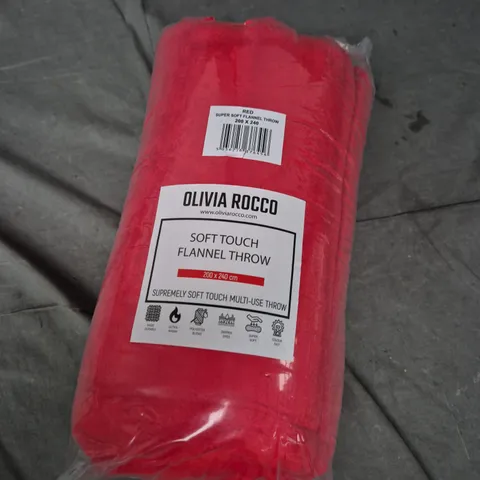 RED
SUPER SOFT FLANNEL THROW
200 X 240
OLIVIA ROCCO
www.oliviarocco.com
SOFT TOUCH
FLANNEL THROW
200 x 240 cm
SUPREMELY SOFT TOUCH MULTI-USE THROW